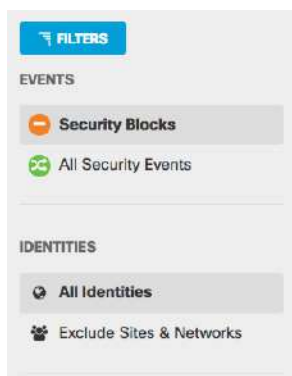 FILTERS
EVENTS
Security Blocks
All Security Events
IDENTITIES
All Identities
Exclude Sites & Networks